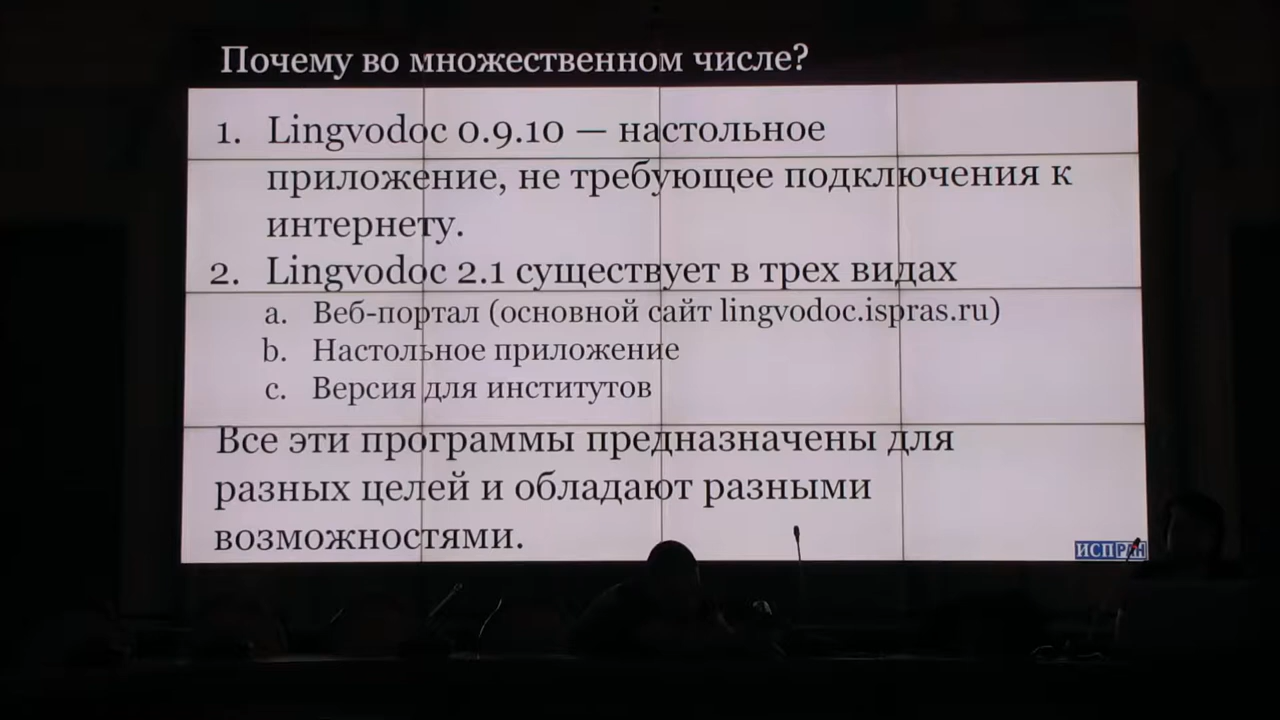 Почему во множественном числе?
1. Lingvodoc 0.9.10 — настольное
приложение, не требующее подключения к
интернету.
2. Lingvodoc 2.1 существует в трех видах
a. Веб-портал (основной сайт lingvodoc.ispras.ru)
b. Настольное приложение
c. Версия для институтов
Все эти программы предназначены для
разных целей и обладают разными
возможностями.
ИСП РАН